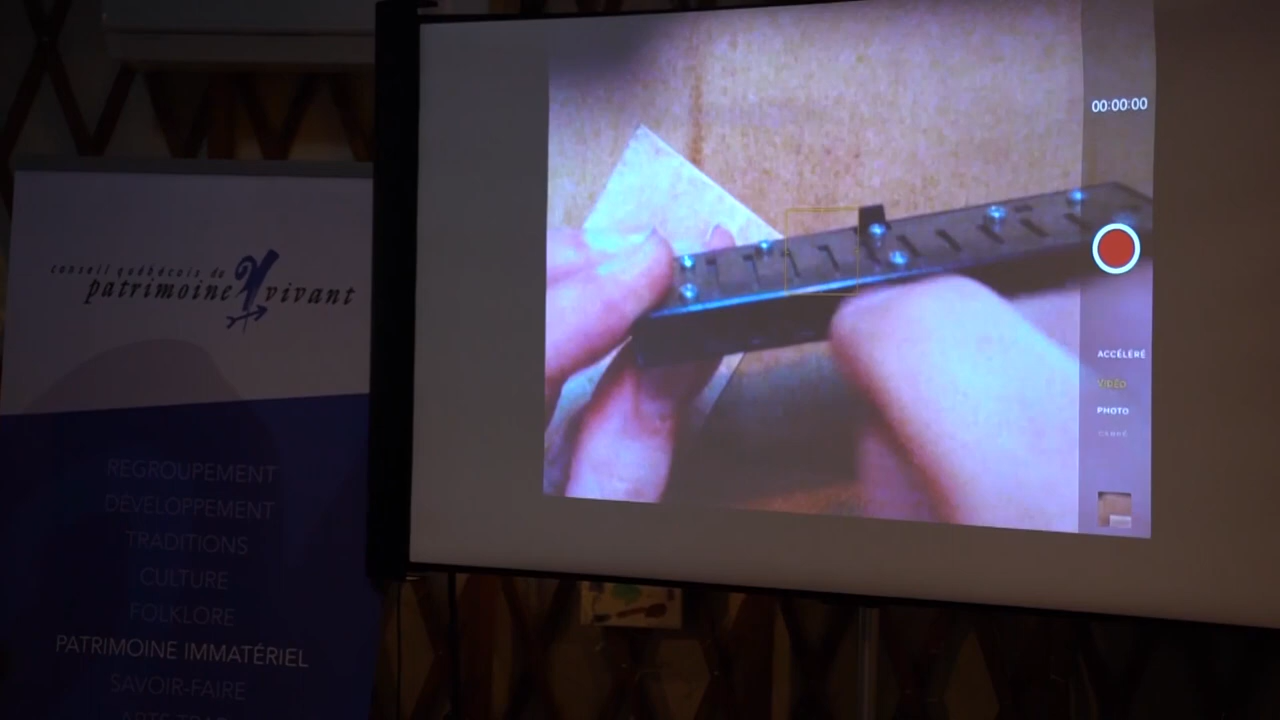 conseil québécois du
patrimoine vivant
REGROUPEMENT
DÉVELOPPEMENT
TRADITIONS
CULTURE
FOLKLORE
PATRIMOINE IMMATÉRIEL
SAVOIR-FAIRE
00:00:00
ACCÉLÉRÉ
VIDÉO
PHOTO
CARRÉ